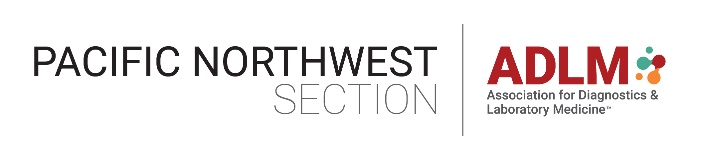 PACIFIC NORTHWEST
SECTION
ADLM
Association for Diagnostics &
Laboratory Medicine™